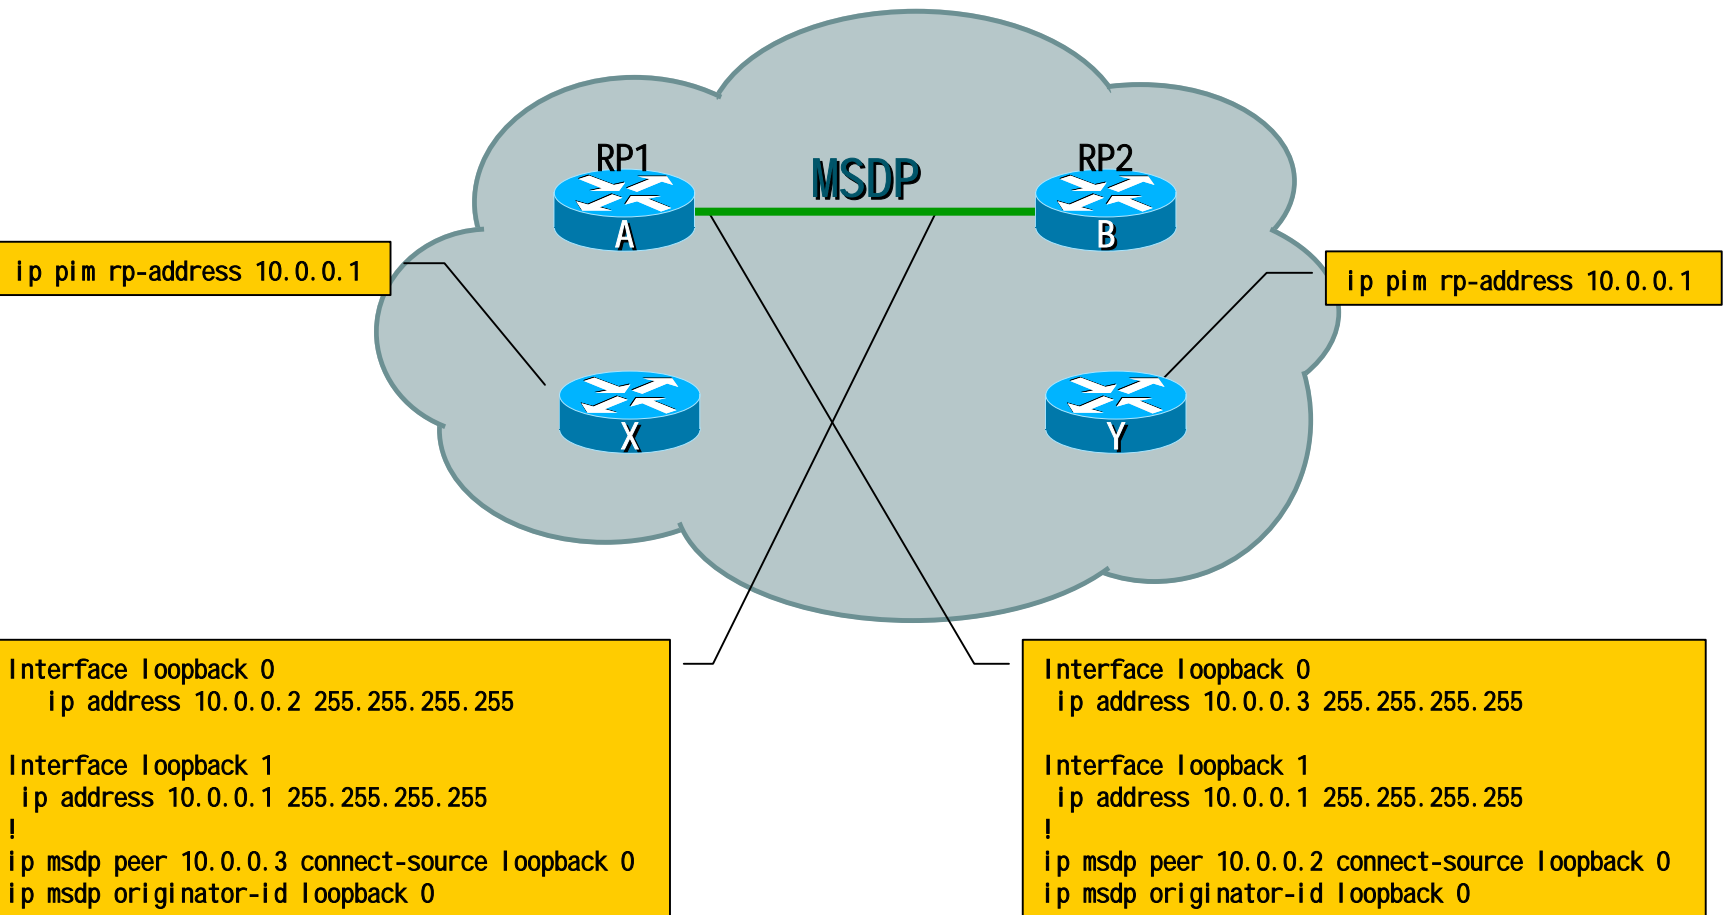 RP1
MSDP
RP2
A
B
ip pim rp-address 10.0.0.1
ip pim rp-address 10.0.0.1
X
Y
Interface loopback 0
ip address 10.0.0.2 255.255.255.255
Interface loopback 1
ip address 10.0.0.1 255.255.255.255
!
ip msdp peer 10.0.0.3 connect-source loopback 0
ip msdp originator-id loopback 0
Interface loopback 0
ip address 10.0.0.3 255.255.255.255
Interface loopback 1
ip address 10.0.0.1 255.255.255.255
!
ip msdp peer 10.0.0.2 connect-source loopback 0
ip msdp originator-id loopback 0